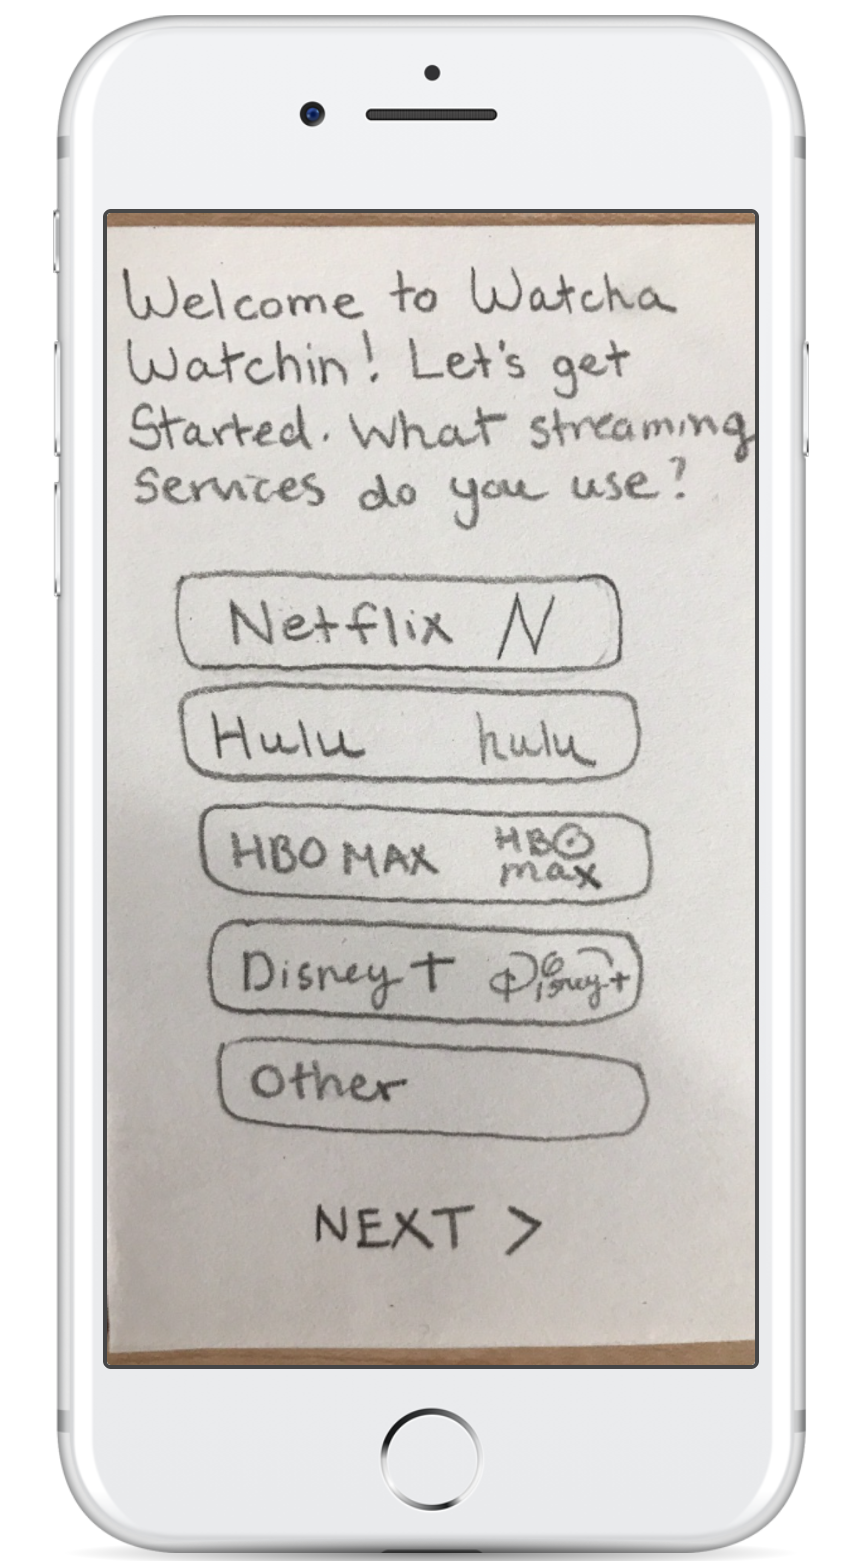 Welcome to Watcha
Watchin! Let's get
Started. What streaming
Services do you use?
Netflix N
Hulu hulu
HBO MAX HBO
max
Disney+ Disney+
Other
NEXT >